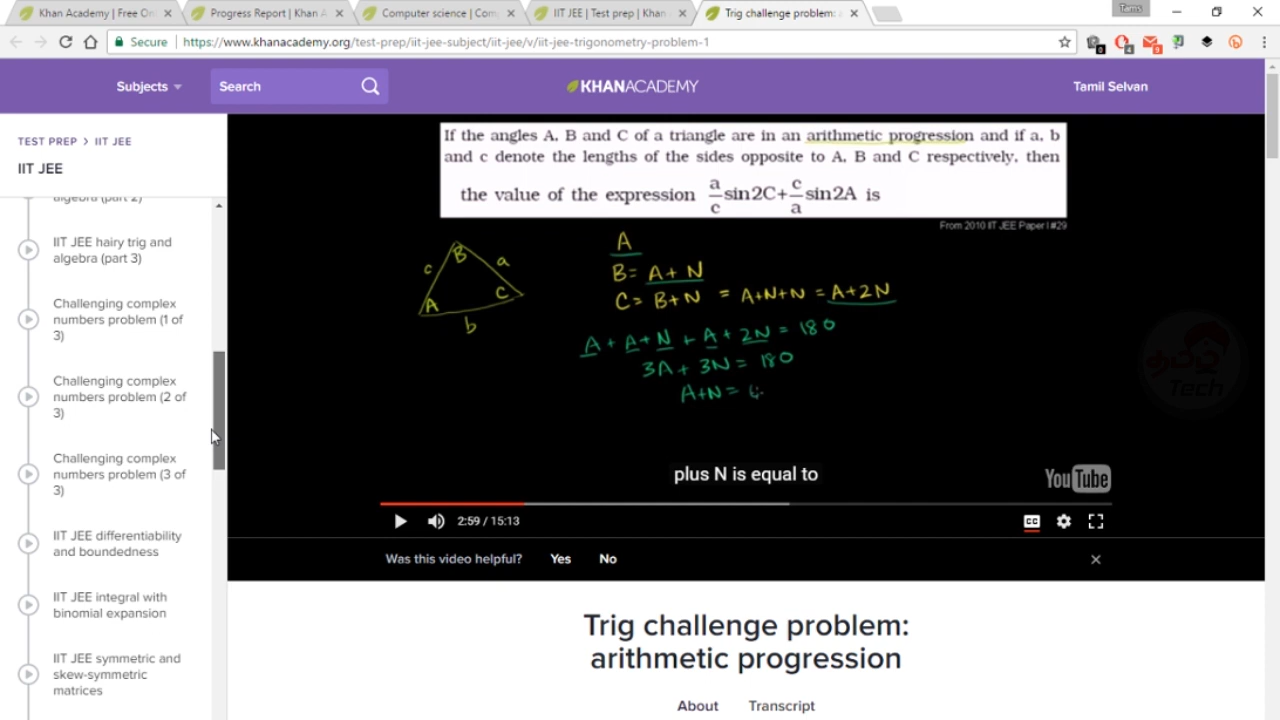 Khan Academy | Free Onl
Progress Report | Khan A
Computer science | Com
IIT JEE | Test prep | Khan
Trig challenge problem: a
Tams
Secure
https://www.khanacademy.org/test-prep/iit-jee-subject/iit-jee/v/iit-jee-trigonometry-problem-1
Subjects
Search
KHANACADEMY
Tamil Selvan
TEST PREP > IIT JEE
IIT JEE
algebra (part 2)
IIT JEE hairy trig and
algebra (part 3)
Challenging complex
numbers problem (1 of
3)
Challenging complex
numbers problem (2 of
3)
Challenging complex
numbers problem (3 of
3)
IIT JEE differentiability
and boundedness
IIT JEE integral with
binomial expansion
IIT JEE symmetric and
skew-symmetric
matrices
If the angles A, B and C of a triangle are in an arithmetic progression and if a, b
and c denote the lengths of the sides opposite to A, B and C respectively, then
the value of the expression a/c sin2C + c/a sin2A is
From 2010 IIT JEE Paper I #29
B
c
a
A
C
b
A
B = A + N
C = B + N = A+N+N = A+2N
A + A + N + A + 2N = 180
3A + 3N = 180
A+N =
தமிழ்
Tech
plus N is equal to
YouTube
2:59 / 15:13
CC
Was this video helpful? Yes No
Trig challenge problem:
arithmetic progression
About Transcript